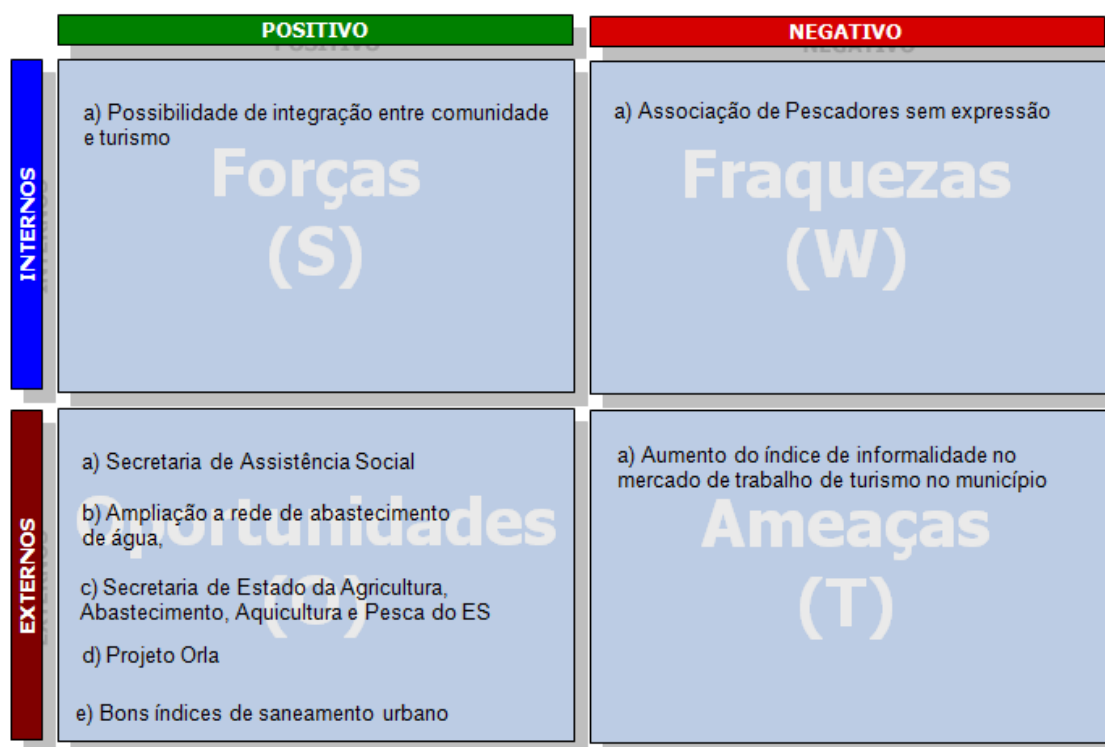 POSITIVO
NEGATIVO
INTERNOS
a) Possibilidade de integração entre comunidade
e turismo
Forças
(S)
a) Associação de Pescadores sem expressão
Fraquezas
(W)
EXTERNOS
a) Secretaria de Assistência Social
b) Ampliação a rede de abastecimento
de água,
c) Secretaria de Estado da Agricultura,
Abastecimento, Aquicultura e Pesca do ES
d) Projeto Orla
e) Bons índices de saneamento urbano
Oportunidades
(O)
a) Aumento do índice de informalidade no
mercado de trabalho de turismo no município
Ameaças
(T)